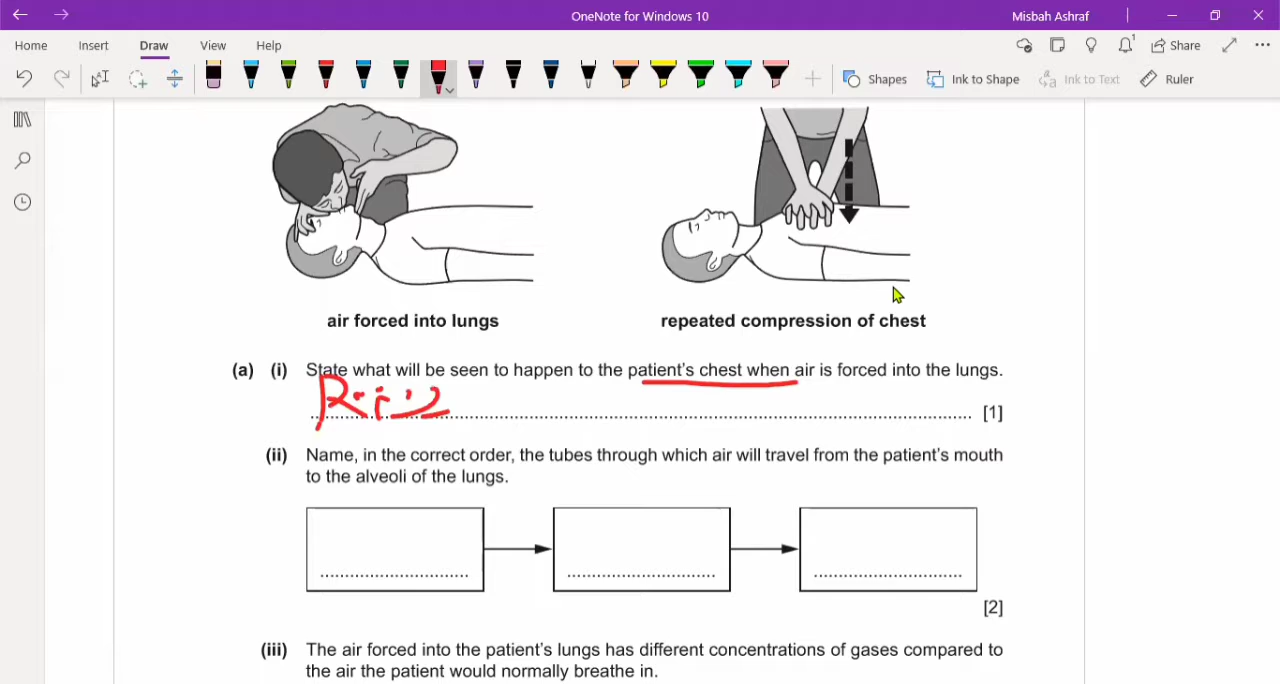 OneNote for Windows 10
Misbah Ashraf
Home Insert Draw View Help
1 Share
Shapes Ink to Shape Ink to Text Ruler
air forced into lungs
repeated compression of chest
(a) (i) State what will be seen to happen to the patient's chest when air is forced into the lungs.
[1]
(ii) Name, in the correct order, the tubes through which air will travel from the patient's mouth
to the alveoli of the lungs.
[2]
(iii) The air forced into the patient's lungs has different concentrations of gases compared to
the air the patient would normally breathe in.